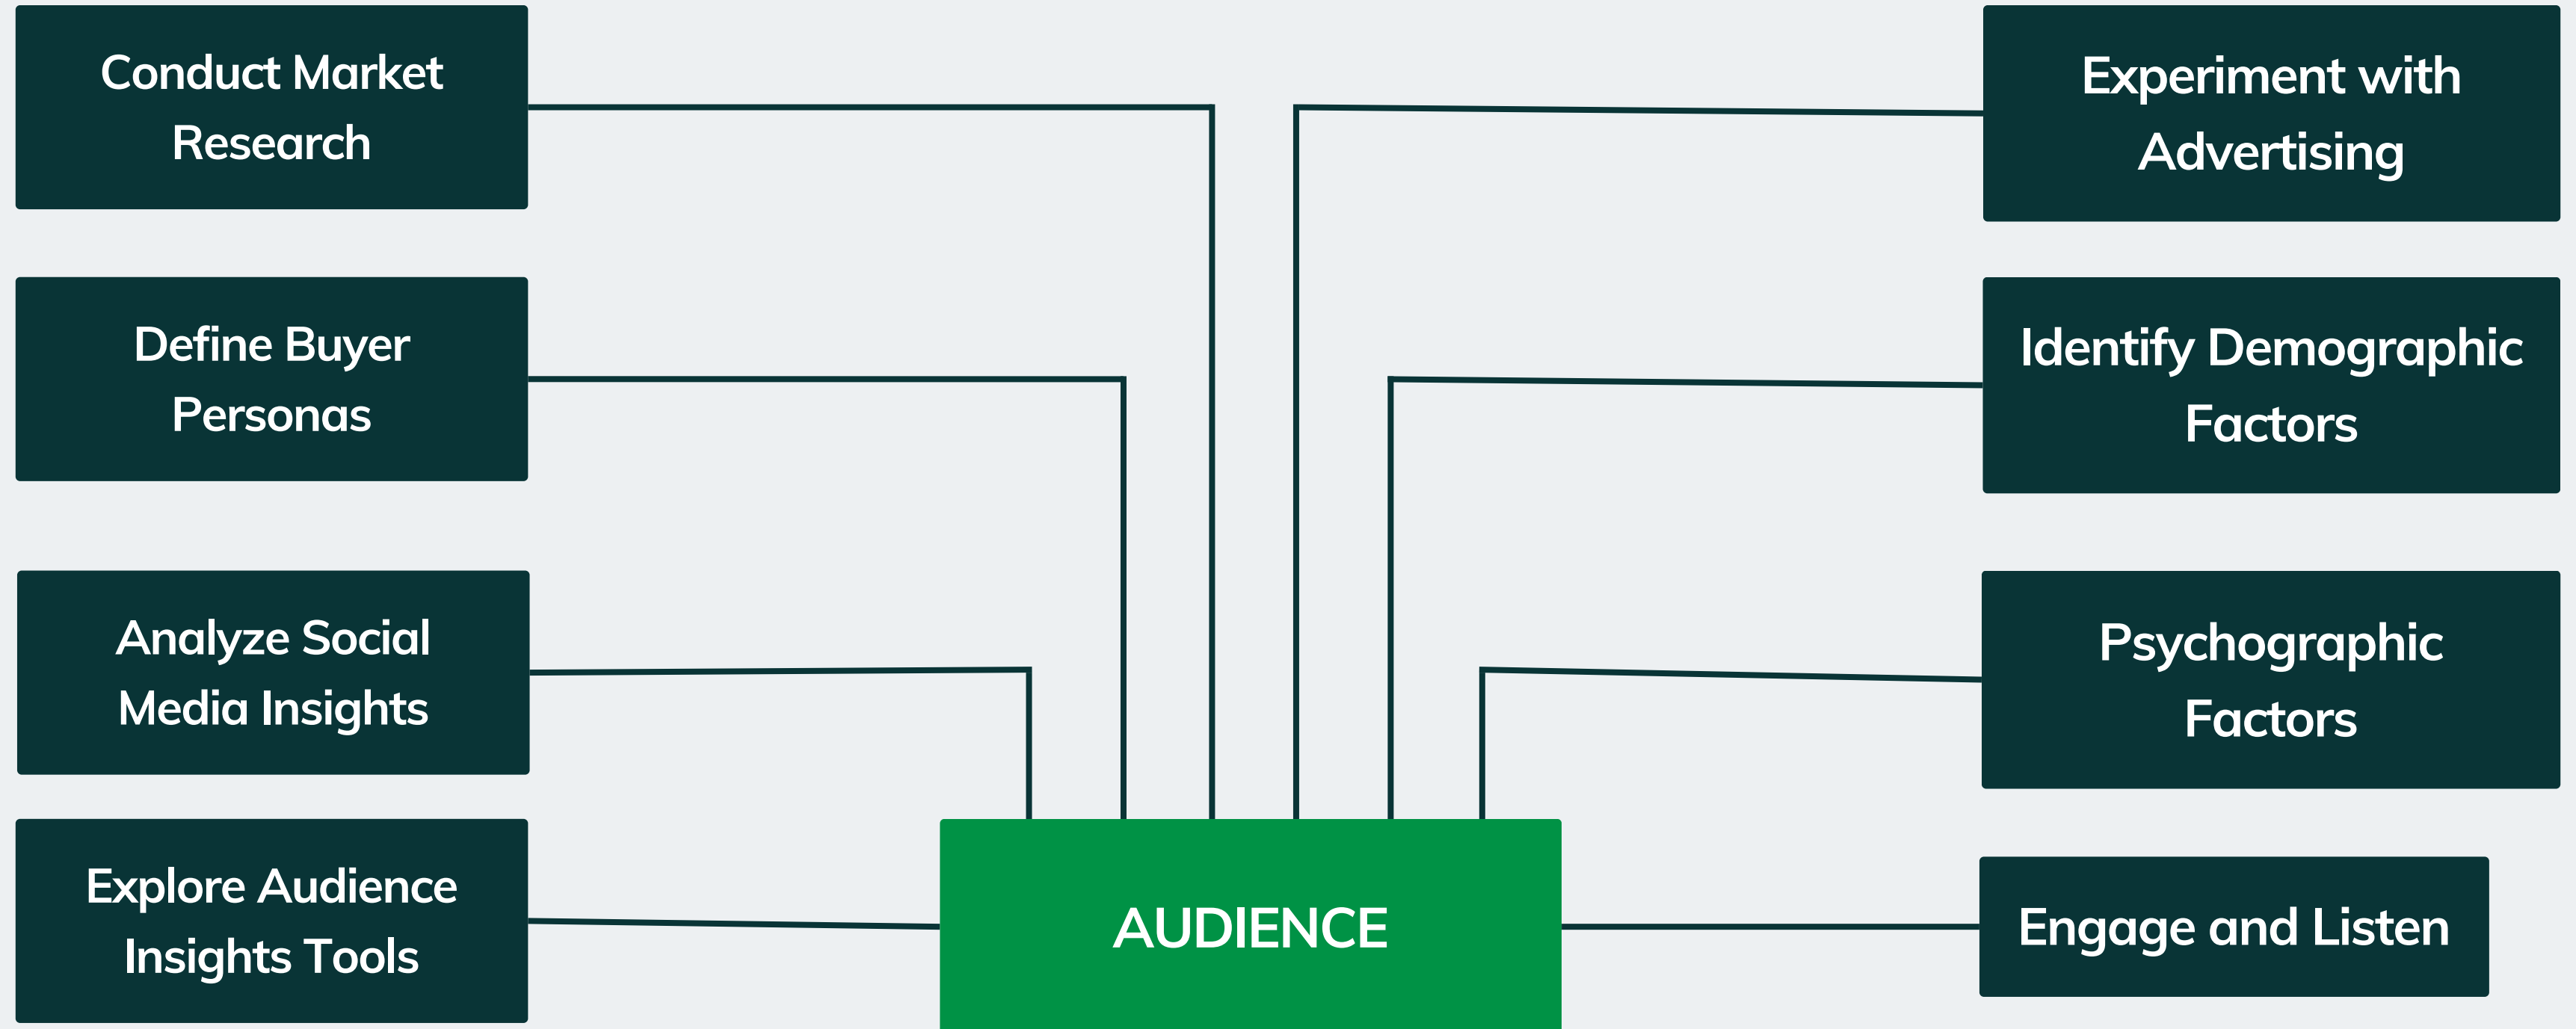 Conduct Market
Research
Define Buyer
Personas
Analyze Social
Media Insights
Explore Audience
Insights Tools
AUDIENCE
Experiment with
Advertising
Identify Demographic
Factors
Psychographic
Factors
Engage and Listen